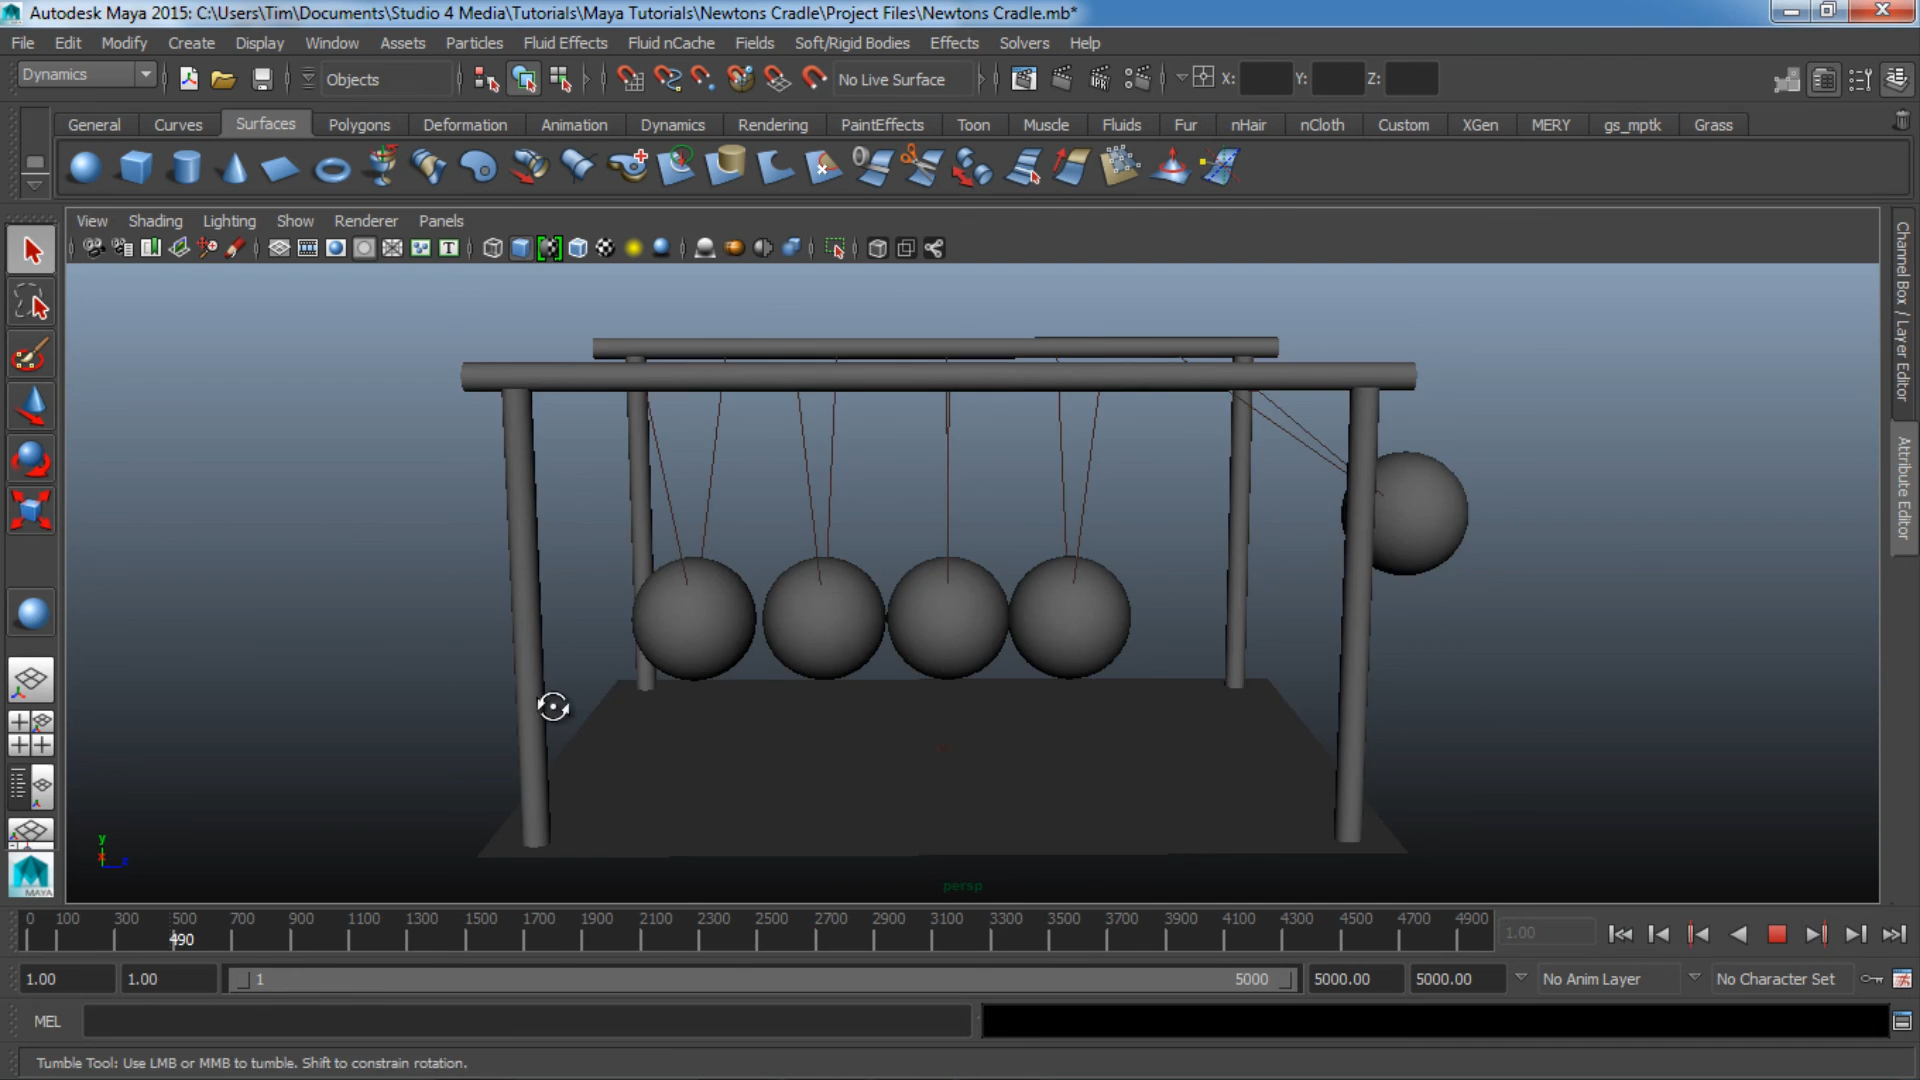 Autodesk Maya 2015: C:\Users\Tim\Documents\Studio 4 Media\Tutorials\Maya Tutorials\Newtons Cradle\Project Files\Newtons Cradle.mb*
File Edit Modify Create Display Window Assets Particles Fluid Effects Fluid nCache Fields Soft/Rigid Bodies Effects Solvers Help
Dynamics Objects No Live Surface X: Y: Z:
General Curves Surfaces Polygons Deformation Animation Dynamics Rendering PaintEffects Toon Muscle Fluids Fur nHair nCloth Custom XGen MERY gs_mptk Grass
View Shading Lighting Show Renderer Panels
Channel Box / Layer Editor
Attribute Editor
y
x z
MAYA
persp
0 100 300 500 700 900 1100 1300 1500 1700 1900 2100 2300 2500 2700 2900 3100 3300 3500 3700 3900 4100 4300 4500 4700 4900
490 1.00
1.00 1.00 1 5000 5000.00 5000.00 No Anim Layer No Character Set
MEL
Tumble Tool: Use LMB or MMB to tumble. Shift to constrain rotation.